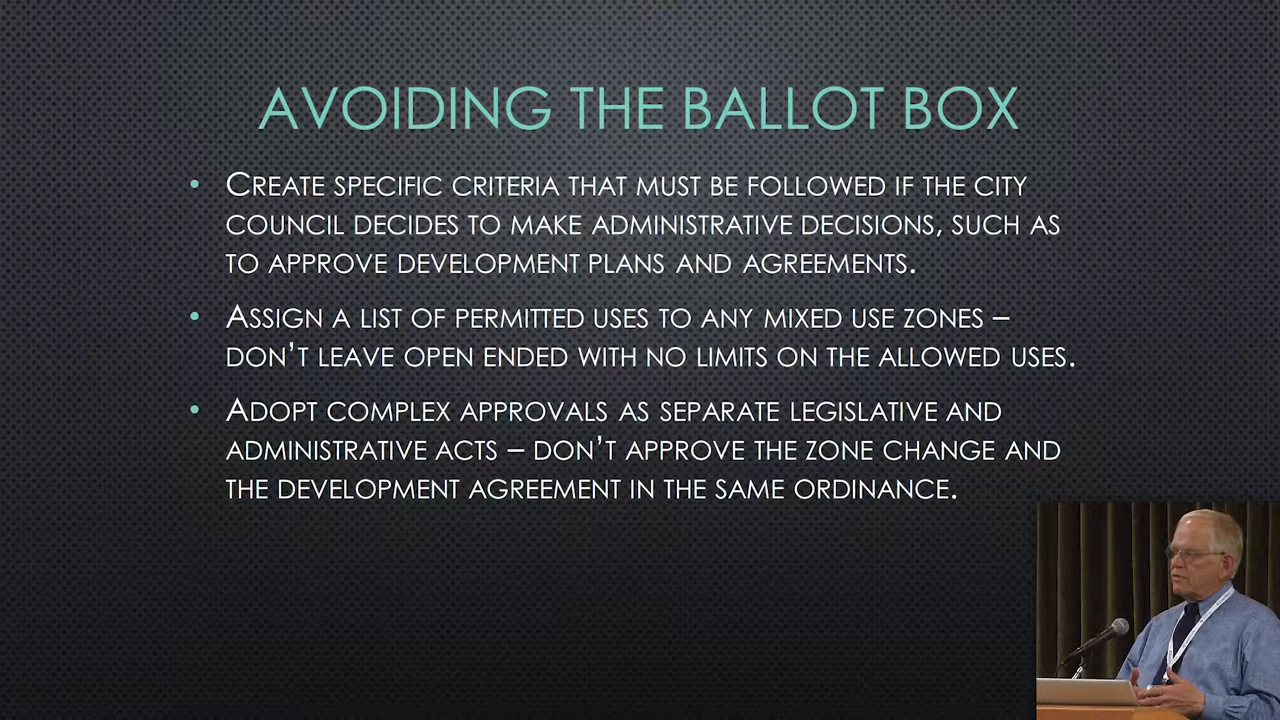 AVOIDING THE BALLOT BOX
• CREATE SPECIFIC CRITERIA THAT MUST BE FOLLOWED IF THE CITY
COUNCIL DECIDES TO MAKE ADMINISTRATIVE DECISIONS, SUCH AS
TO APPROVE DEVELOPMENT PLANS AND AGREEMENTS.
• ASSIGN A LIST OF PERMITTED USES TO ANY MIXED USE ZONES –
DON'T LEAVE OPEN ENDED WITH NO LIMITS ON THE ALLOWED USES.
• ADOPT COMPLEX APPROVALS AS SEPARATE LEGISLATIVE AND
ADMINISTRATIVE ACTS – DON'T APPROVE THE ZONE CHANGE AND
THE DEVELOPMENT AGREEMENT IN THE SAME ORDINANCE.